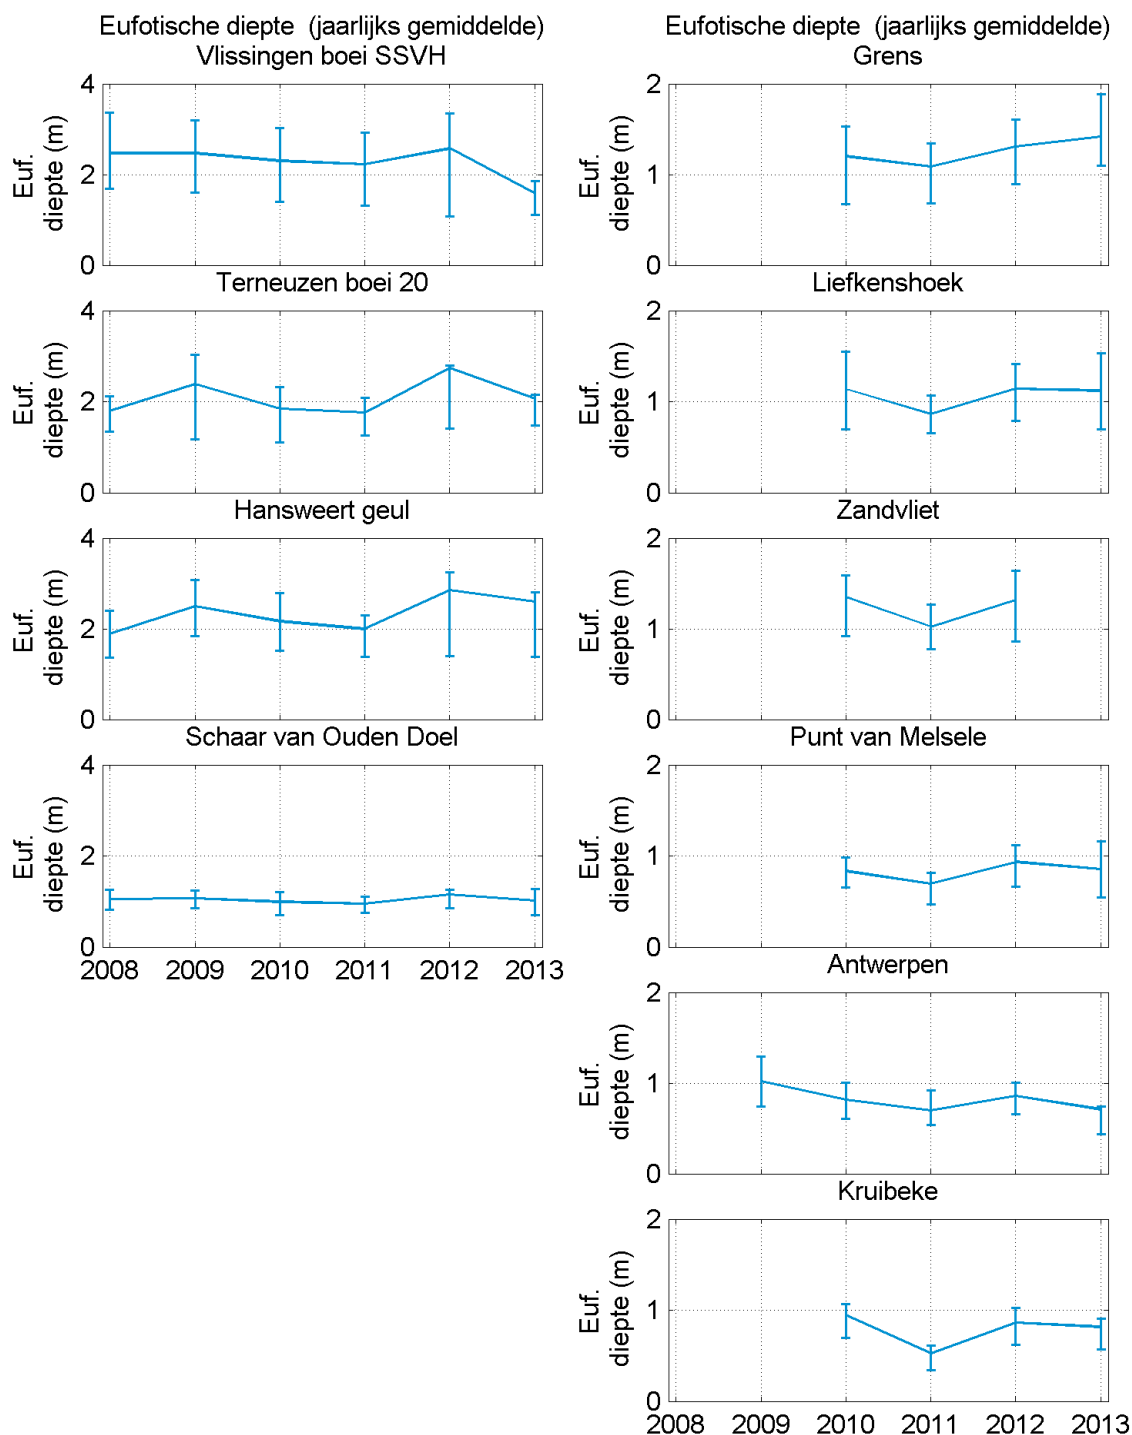 Eufotische diepte (jaarlijks gemiddelde)
Vlissingen boei SSVH
4
2
0
Euf.
diepte (m)
Terneuzen boei 20
4
2
0
Euf.
diepte (m)
Hansweert geul
4
2
0
Euf.
diepte (m)
Schaar van Ouden Doel
4
2
0
Euf.
diepte (m)
2008 2009 2010 2011 2012 2013
Eufotische diepte (jaarlijks gemiddelde)
Grens
2
1
0
Euf.
diepte (m)
Liefkenshoek
2
1
0
Euf.
diepte (m)
Zandvliet
2
1
0
Euf.
diepte (m)
Punt van Melsele
2
1
0
Euf.
diepte (m)
Antwerpen
2
1
0
Euf.
diepte (m)
Kruibeke
2
1
0
Euf.
diepte (m)
2008 2009 2010 2011 2012 2013